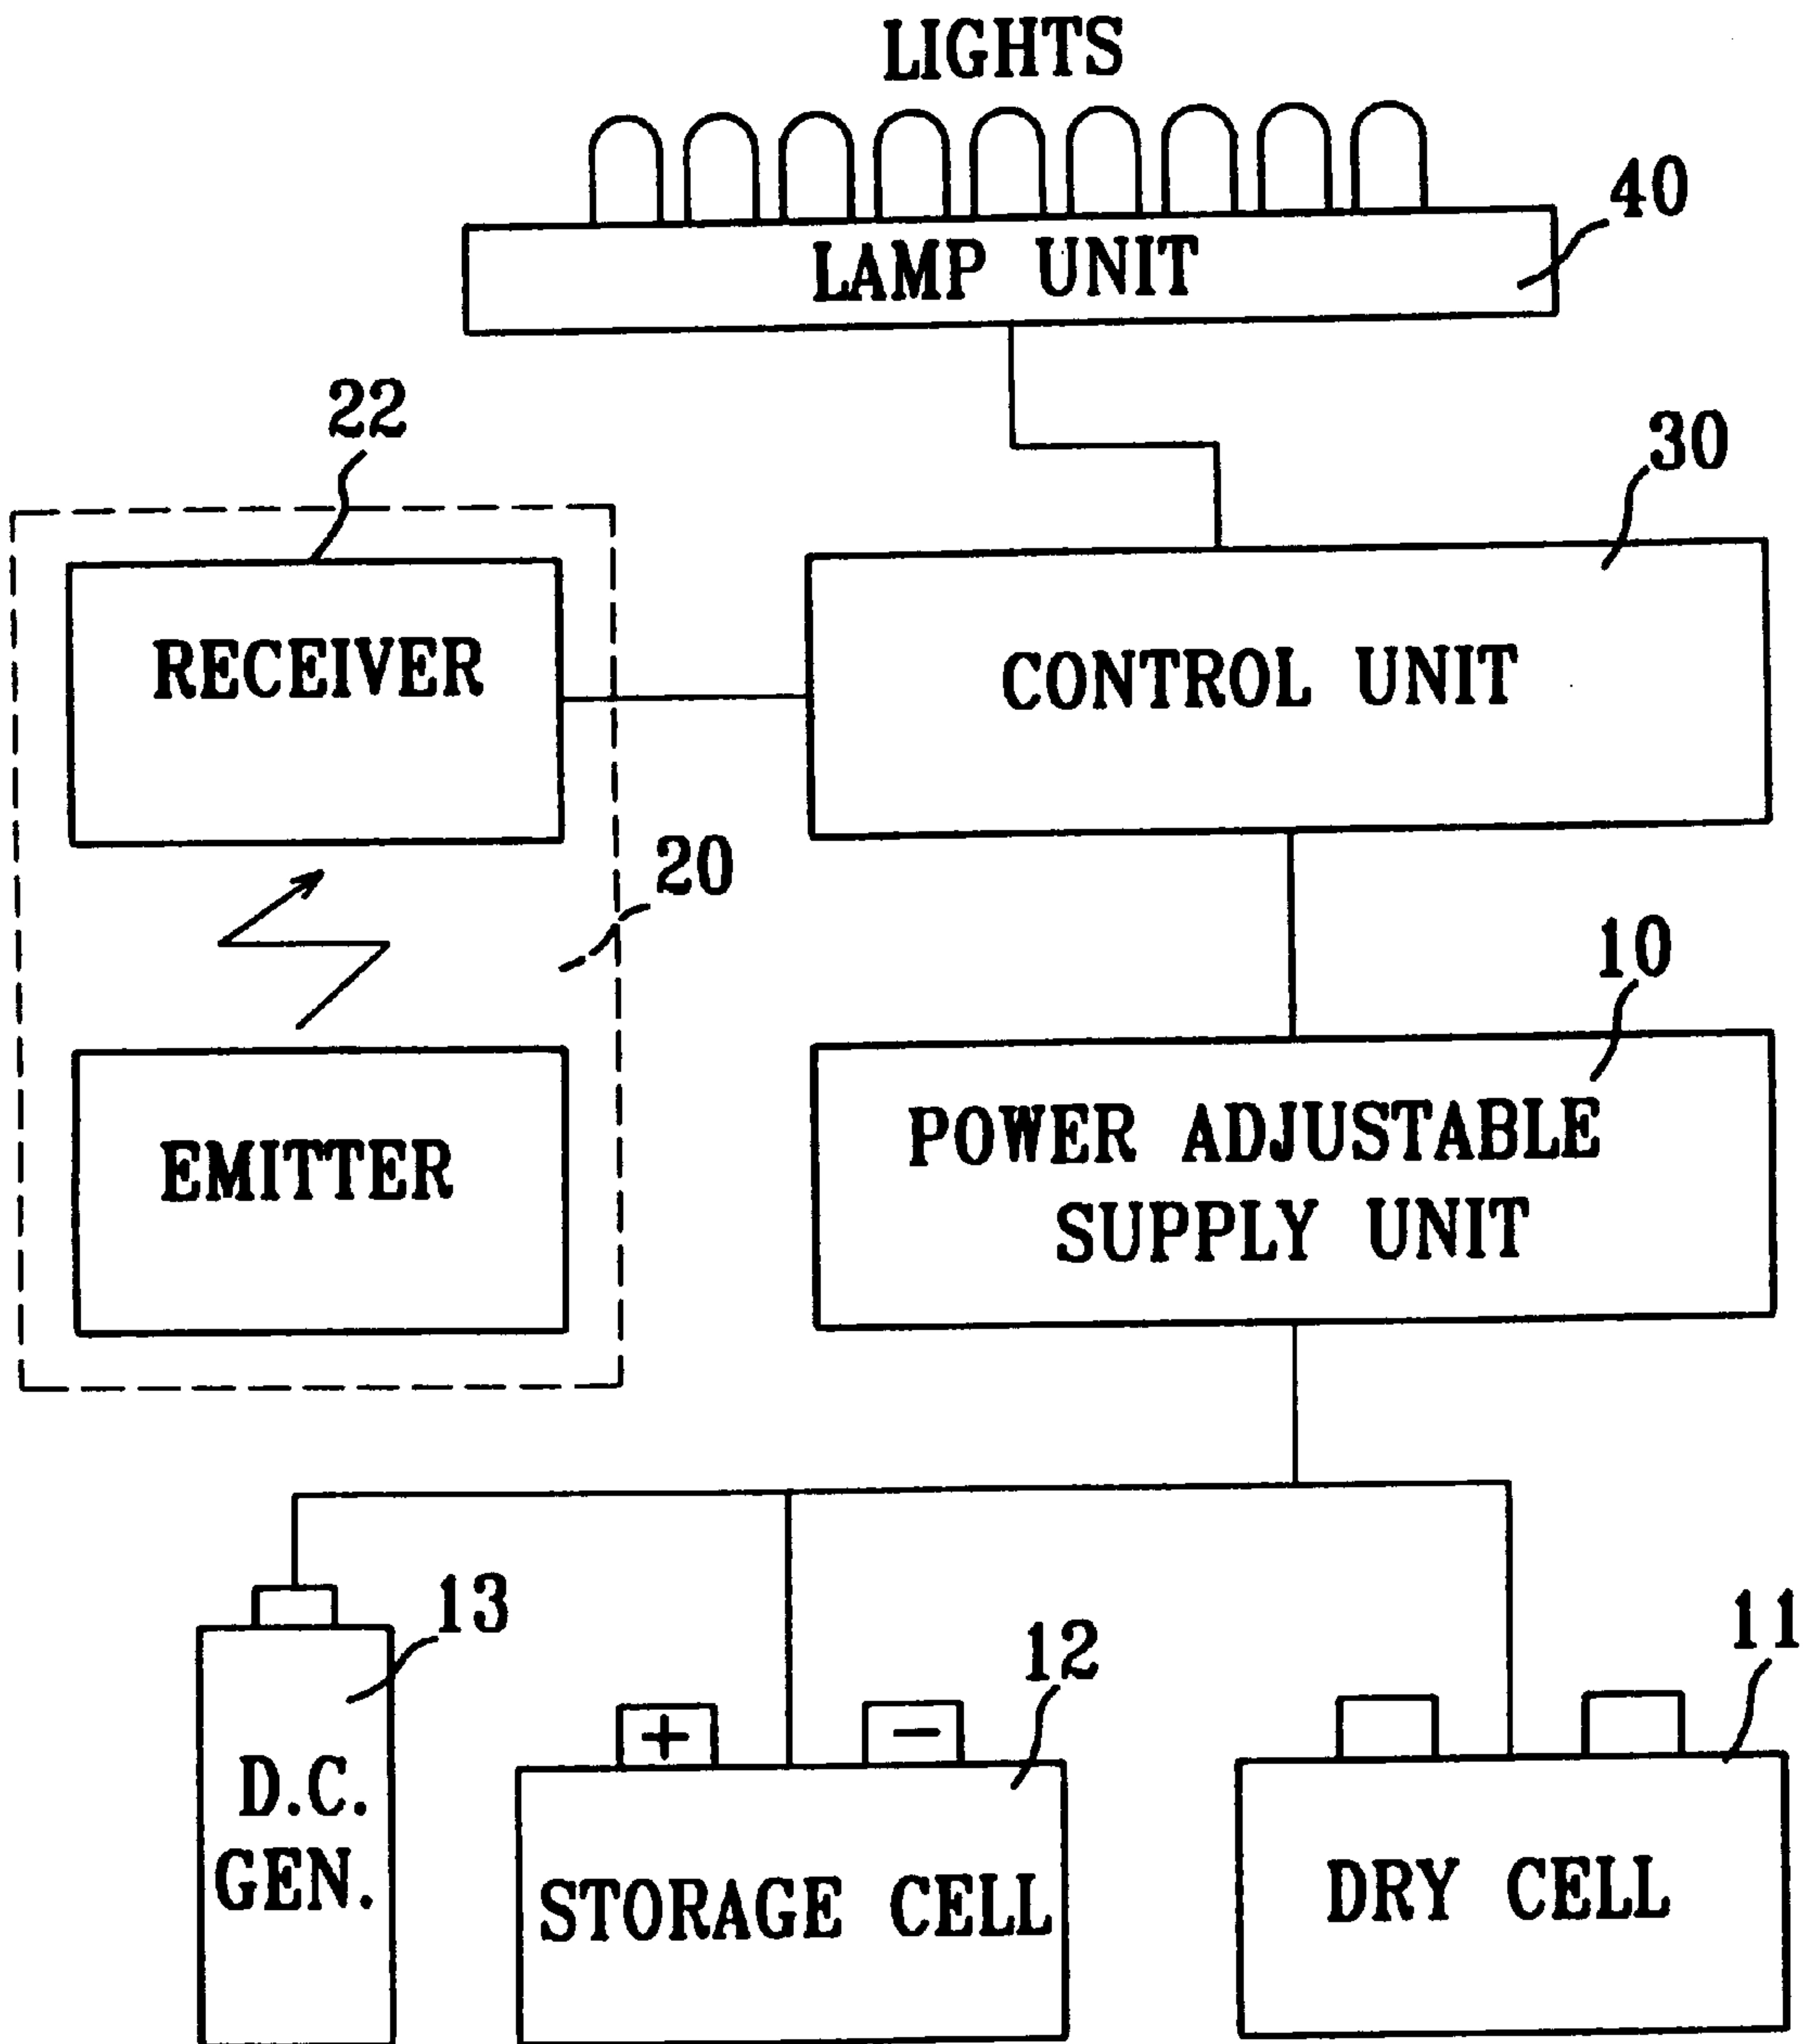 LIGHTS
40
LAMP UNIT
22
30
RECEIVER
CONTROL UNIT
20
10
EMITTER
POWER ADJUSTABLE
SUPPLY UNIT
13
12
11
+
−
D.C.
GEN.
STORAGE CELL
DRY CELL